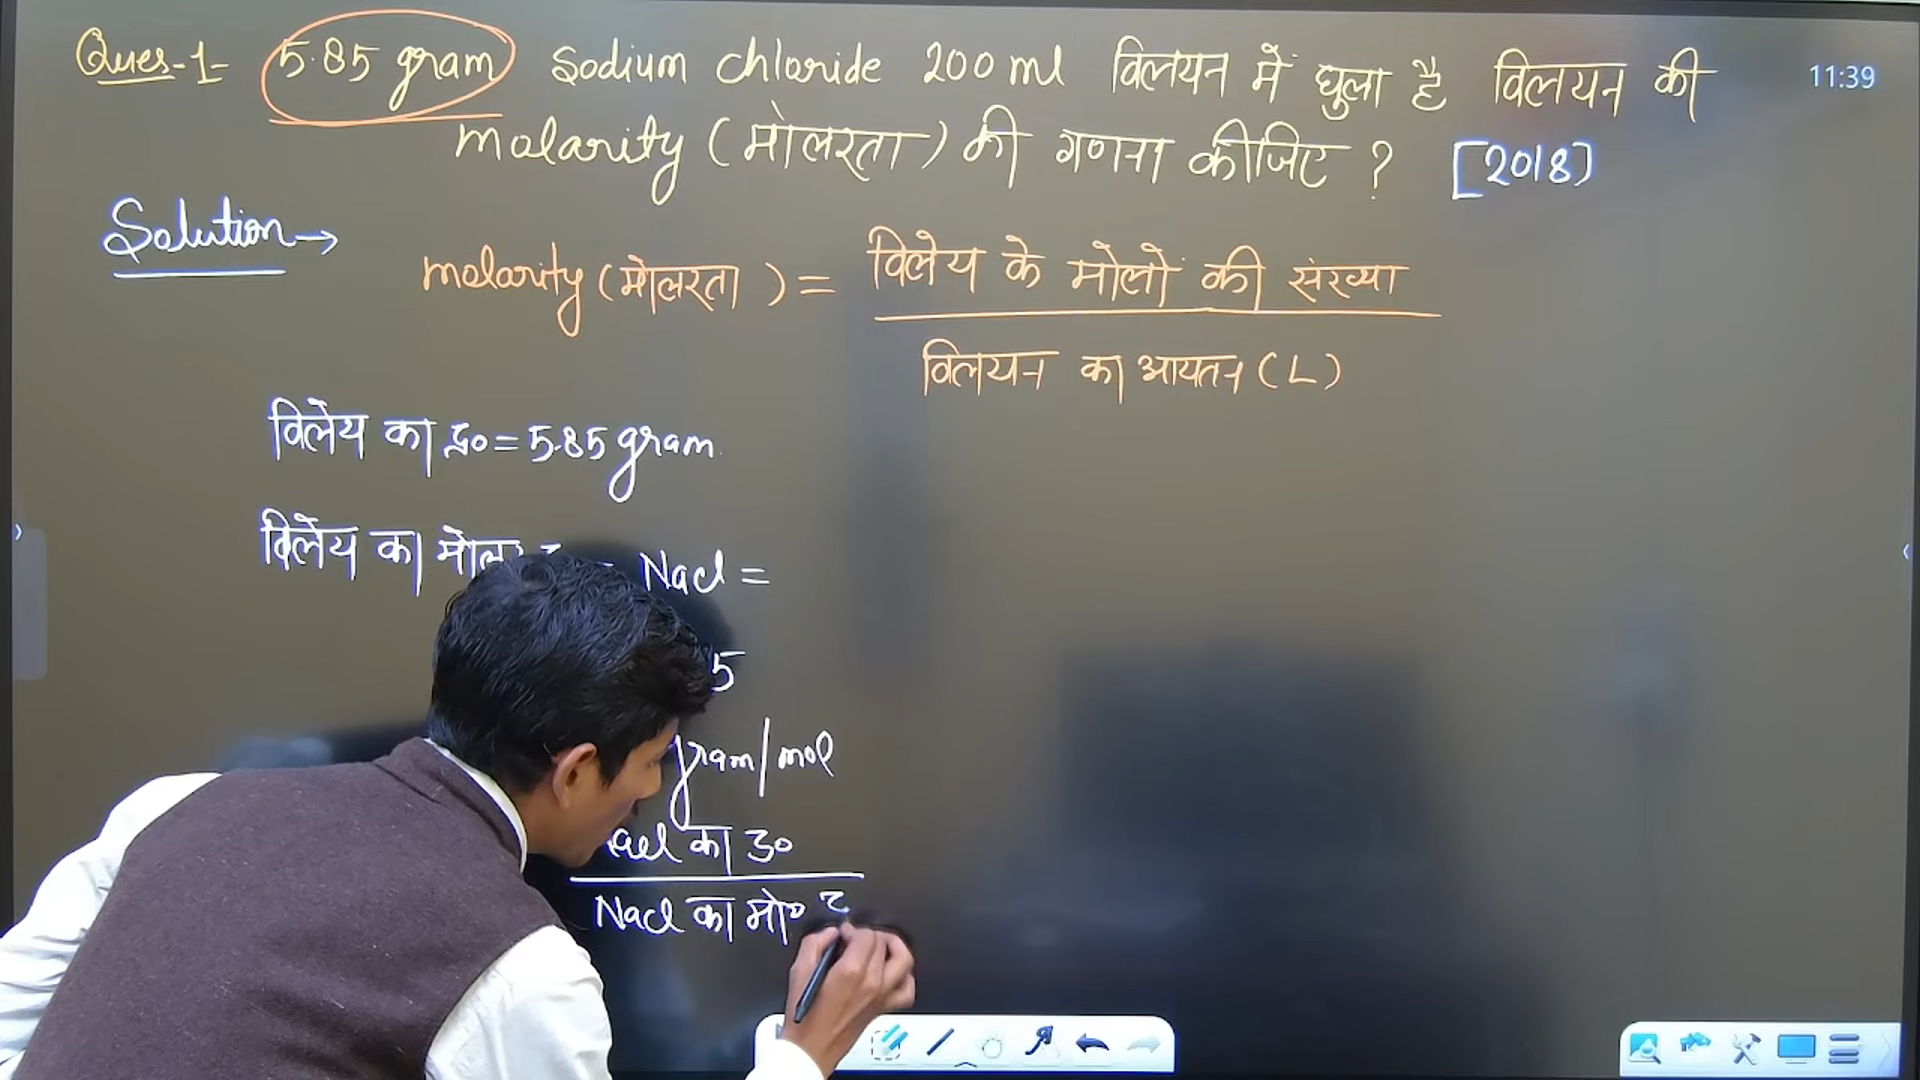 Ques-1- 5.85 gram Sodium chloride 200 ml विलयन में घुला है विलयन की
molarity (मोलरता) की गणना कीजिए ? [2018]
11:39
Solution →
molarity (मोलरता) = विलेय के मोलों की संख्या
विलयन का आयतन (L)
विलेय का द्र० = 5.85 gram
विलेय का Nacl =
5
gram/mol
का
Nacl का मो०